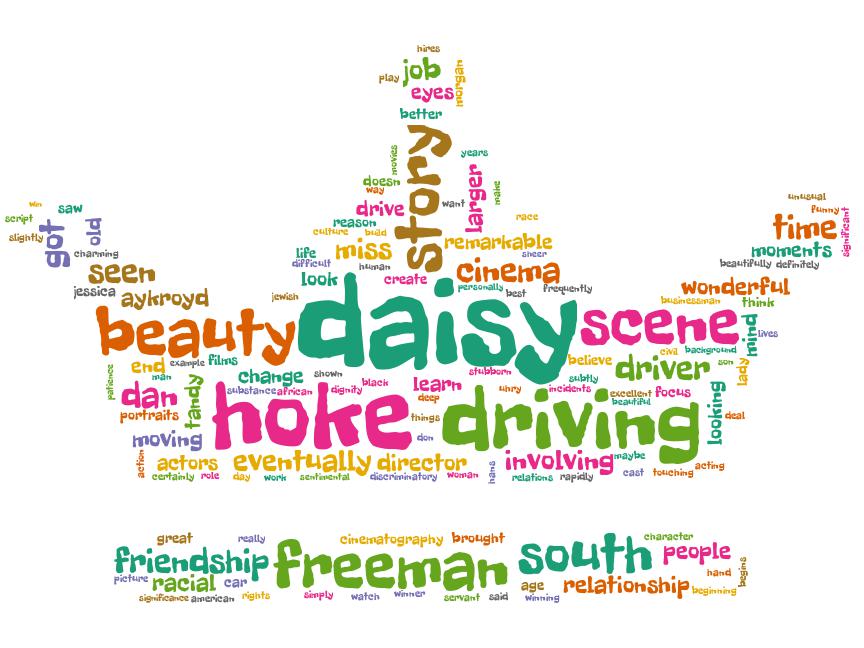 hires
play
job
morgan
eyes
better
story
movies
years
doesn
way
larger
make
drive
want
reason
culture
build
race
life
miss
remarkable
sheer
difficult
human
cinema
look
create
personally
best
frequently
jewish
win
saw
script
slightly
got
old
charming
seen
jessica
aykroyd
unusual
funny
significant
time
moments
beautifully
definitely
wonderful
businessman
think
beauty
daisy
scene
mind
lives
civil
background
son
lady
believe
driver
patience
end
man
example
films
change
shown
stubborn
subtly
dan
tandy
substance
african
dignity
black
learn
deep
uhry
incidents
excellent
beautiful
focus
looking
deal
portraits
hoke
things
driving
moving
don
action
actors
eventually
director
involving
maybe
certainly
role
day
work
sentimental
discriminatory
woman
hans
relations
rapidly
cast
touching
acting
great
really
cinematography
brought
character
friendship
freeman
south
people
picture
racial
car
age
relationship
hand
begins
beginning
significance
american
rights
simply
watch
winner
servant
said
winning